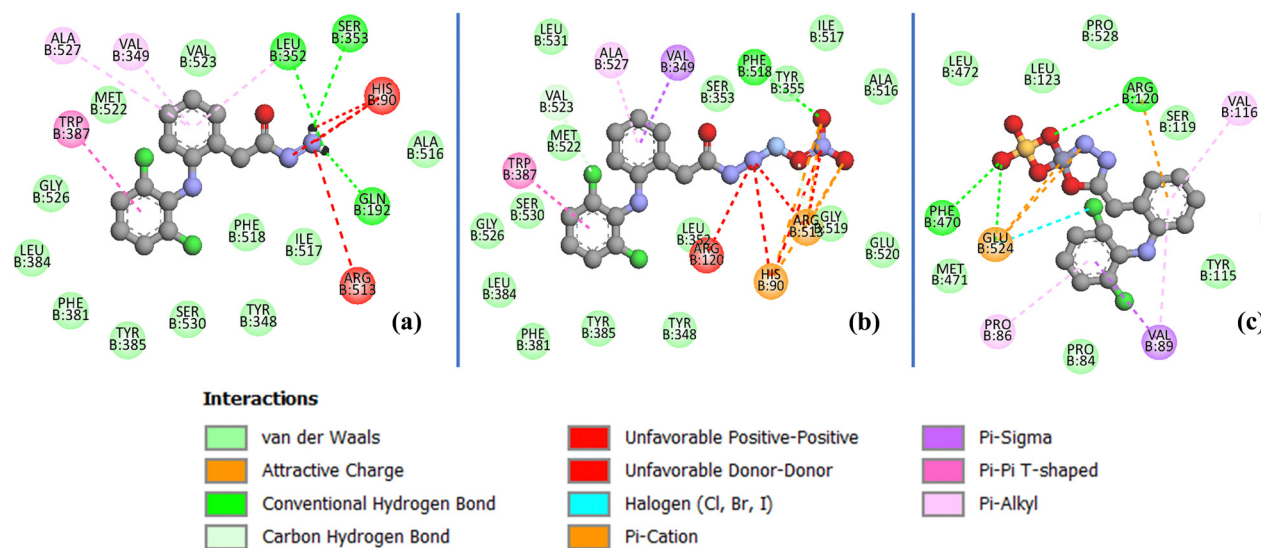 ALA
B:527
VAL
B:349
VAL
B:523
LEU
B:352
SER
B:353
HIS
B:90
MET
B:522
TRP
B:387
ALA
B:516
GLY
B:526
GLN
B:192
PHE
B:518
ILE
B:517
LEU
B:384
ARG
B:513
PHE
B:381
SER
B:530
TYR
B:348
TYR
B:385
(a)
LEU
B:531
ALA
B:527
VAL
B:349
PHE
B:518
ILE
B:517
SER
B:353
TYR
B:355
ALA
B:516
VAL
B:523
MET
B:522
TRP
B:387
SER
B:530
GLY
B:526
LEU
B:352
ARG
B:120
ARG
B:513
GLY
B:519
GLU
B:520
HIS
B:90
LEU
B:384
PHE
B:381
TYR
B:385
TYR
B:348
(b)
PRO
B:528
LEU
B:472
LEU
B:123
ARG
B:120
SER
B:119
VAL
B:116
PHE
B:470
GLU
B:524
MET
B:471
TYR
B:115
PRO
B:86
PRO
B:84
VAL
B:89
(c)
Interactions
van der Waals
Attractive Charge
Conventional Hydrogen Bond
Carbon Hydrogen Bond
Unfavorable Positive-Positive
Unfavorable Donor-Donor
Halogen (Cl, Br, I)
Pi-Cation
Pi-Sigma
Pi-Pi T-shaped
Pi-Alkyl